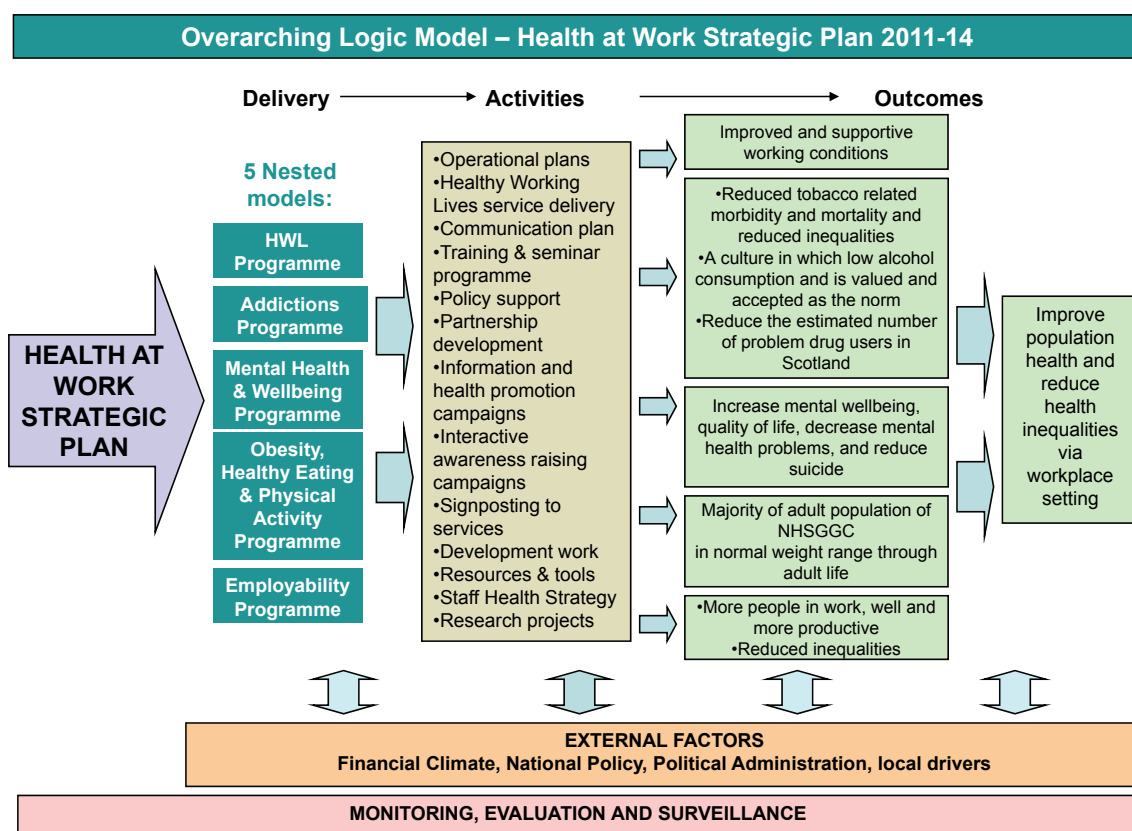 Overarching Logic Model – Health at Work Strategic Plan 2011-14
Delivery
Activities
Outcomes
HEALTH AT
WORK
STRATEGIC
PLAN
5 Nested
models:
HWL
Programme
Addictions
Programme
Mental Health
& Wellbeing
Programme
Obesity,
Healthy Eating
& Physical
Activity
Programme
Employability
Programme
•Operational plans
•Healthy Working
Lives service delivery
•Communication plan
•Training & seminar
programme
•Policy support
•Partnership
development
•Information and
health promotion
campaigns
•Interactive
awareness raising
campaigns
•Signposting to
services
•Development work
•Resources & tools
•Staff Health Strategy
•Research projects
Improved and supportive
working conditions
•Reduced tobacco related
morbidity and mortality and
reduced inequalities
•A culture in which low alcohol
consumption and is valued and
accepted as the norm
•Reduce the estimated number
of problem drug users in
Scotland
Increase mental wellbeing,
quality of life, decrease mental
health problems, and reduce
suicide
Majority of adult population of
NHSGGC
in normal weight range through
adult life
•More people in work, well and
more productive
•Reduced inequalities
Improve
population
health and
reduce
health
inequalities
via
workplace
setting
EXTERNAL FACTORS
Financial Climate, National Policy, Political Administration, local drivers
MONITORING, EVALUATION AND SURVEILLANCE